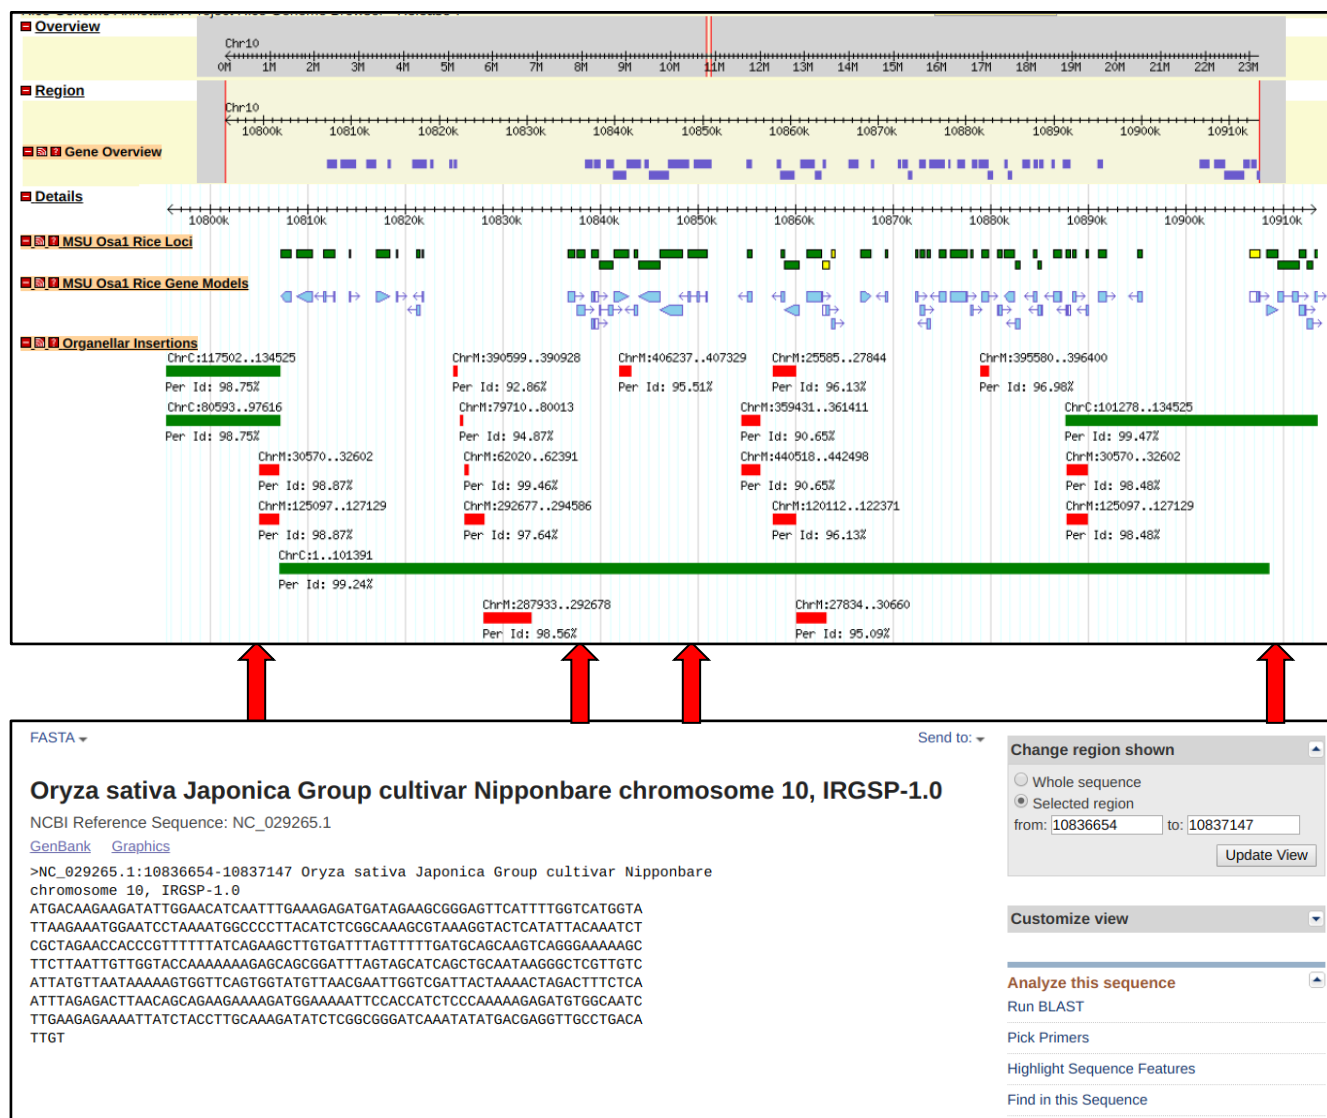 Overview
Chr10
0M 1M 2M 3M 4M 5M 6M 7M 8M 9M 10M 11M 12M 13M 14M 15M 16M 17M 18M 19M 20M 21M 22M 23M
Region
Chr10
10800k 10810k 10820k 10830k 10840k 10850k 10860k 10870k 10880k 10890k 10900k 10910k
Gene Overview
Details
10800k 10810k 10820k 10830k 10840k 10850k 10860k 10870k 10880k 10890k 10900k 10910k
MSU Osa1 Rice Loci
MSU Osa1 Rice Gene Models
Organellar Insertions
ChrC:117502..134525 ChrM:390599..390928 ChrM:406237..407329 ChrM:25585..27844 ChrM:395580..396400
Per Id: 98.75% Per Id: 92.86% Per Id: 95.51% Per Id: 96.13% Per Id: 96.98%
ChrC:80593..97616 ChrM:79710..80013 ChrM:359431..361411 ChrC:101278..134525
Per Id: 98.75% Per Id: 94.87% Per Id: 90.65% Per Id: 99.47%
ChrM:30570..32602 ChrM:62020..62391 ChrM:440518..442498 ChrM:30570..32602
Per Id: 98.87% Per Id: 99.46% Per Id: 90.65% Per Id: 98.48%
ChrM:125097..127129 ChrM:292677..294586 ChrM:120112..122371 ChrM:125097..127129
Per Id: 98.87% Per Id: 97.64% Per Id: 96.13% Per Id: 98.48%
ChrC:1..101391
Per Id: 99.24%
ChrM:287933..292678 ChrM:27834..30660
Per Id: 98.56% Per Id: 95.09%
FASTA Send to:
Oryza sativa Japonica Group cultivar Nipponbare chromosome 10, IRGSP-1.0
NCBI Reference Sequence: NC_029265.1
GenBank Graphics
>NC_029265.1:10836654-10837147 Oryza sativa Japonica Group cultivar Nipponbare
chromosome 10, IRGSP-1.0
ATGACAAGAAGATATTGGAACATCAATTTGAAAGAGATGATAGAAGCGGGAGTTCATTTTGGTCATGGTA
TTAAGAAATGGAATCCTAAAATGGCCCCTTACATCTCGGCAAAGCGTAAAGGTACTCATATTACAAATCT
CGCTAGAACCACCCGTTTTTTATCAGAAGCTTGTGATTTAGTTTTTGATGCAGCAAGTCAGGGAAAAAGC
TTCTTAATTGTTGGTACCAAAAAAAGAGCAGCGGATTTAGTAGCATCAGCTGCAATAAGGGCTCGTTGTC
ATTATGTTAATAAAAAGTGGTTCAGTGGTATGTTAACGAATTGGTCGATTACTAAAACTAGACTTTCTCA
ATTTAGAGACTTAACAGCAGAAGAAAAGATGGAAAAATTCCACCATCTCCCAAAAAGAGATGTGGCAATC
TTGAAGAGAAAATTATCTACCTTGCAAAGATATCTCGGCGGGATCAAATATATGACGAGGTTGCCTGACA
TTGT
Change region shown
Whole sequence
Selected region
from: 10836654 to: 10837147
Update View
Customize view
Analyze this sequence
Run BLAST
Pick Primers
Highlight Sequence Features
Find in this Sequence